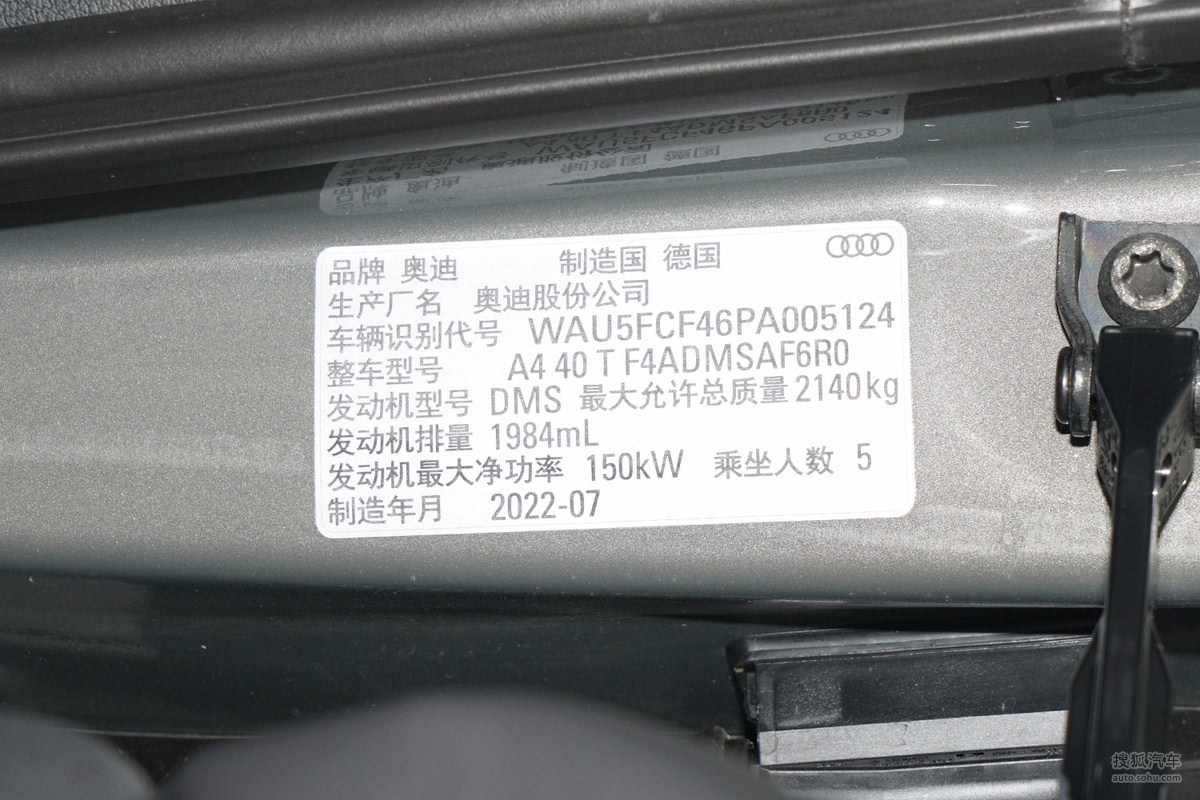 品牌 奥迪 制造国 德国
生产厂名 奥迪股份公司
车辆识别代号 WAU5FCF46PA005124
整车型号 A4 40 T F4ADMSAF6R0
发动机型号 DMS 最大允许总质量 2140kg
发动机排量 1984mL
发动机最大净功率 150kW 乘坐人数 5
制造年月 2022-07
搜狐汽车
auto.sohu.com